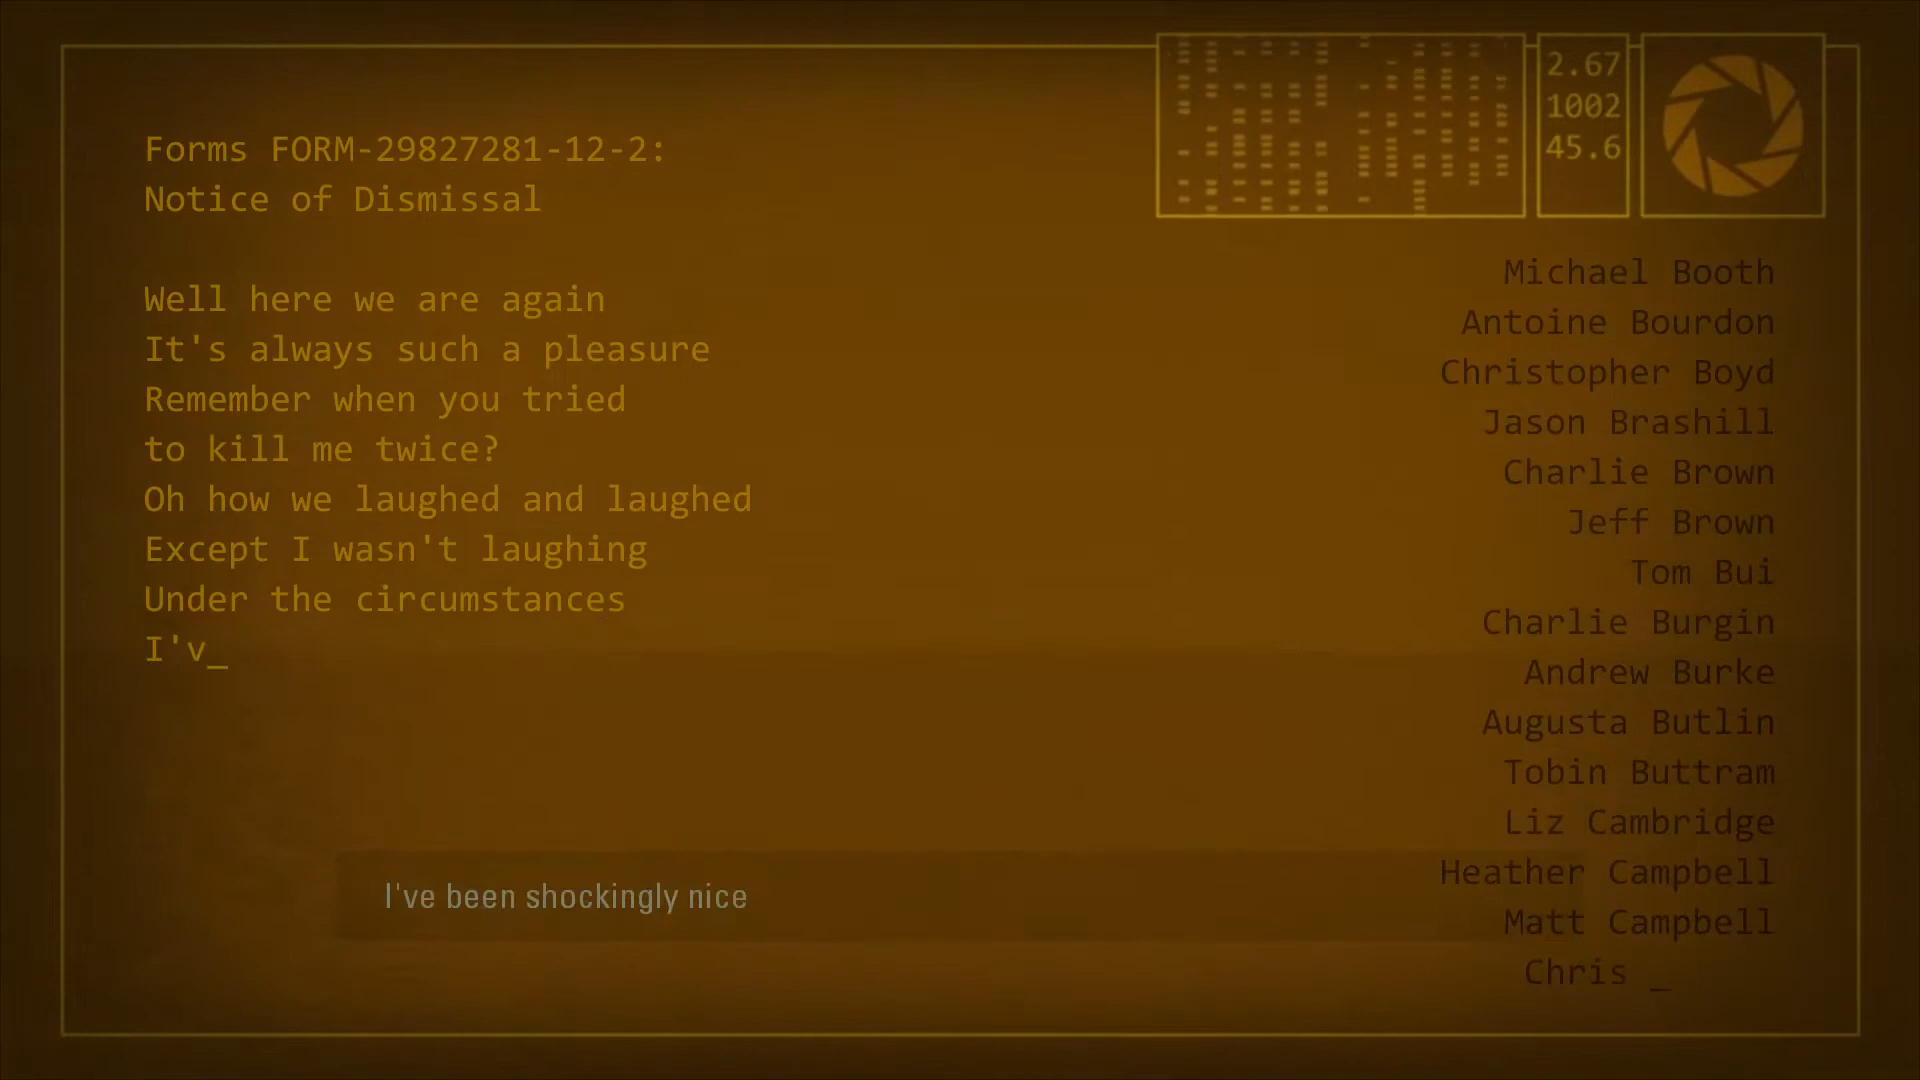 Forms FORM-29827281-12-2:
Notice of Dismissal
Well here we are again
It's always such a pleasure
Remember when you tried
to kill me twice?
Oh how we laughed and laughed
Except I wasn't laughing
Under the circumstances
I'v_
I've been shockingly nice
2.67
1002
45.6
Michael Booth
Antoine Bourdon
Christopher Boyd
Jason Brashill
Charlie Brown
Jeff Brown
Tom Bui
Charlie Burgin
Andrew Burke
Augusta Butlin
Tobin Buttram
Liz Cambridge
Heather Campbell
Matt Campbell
Chris _